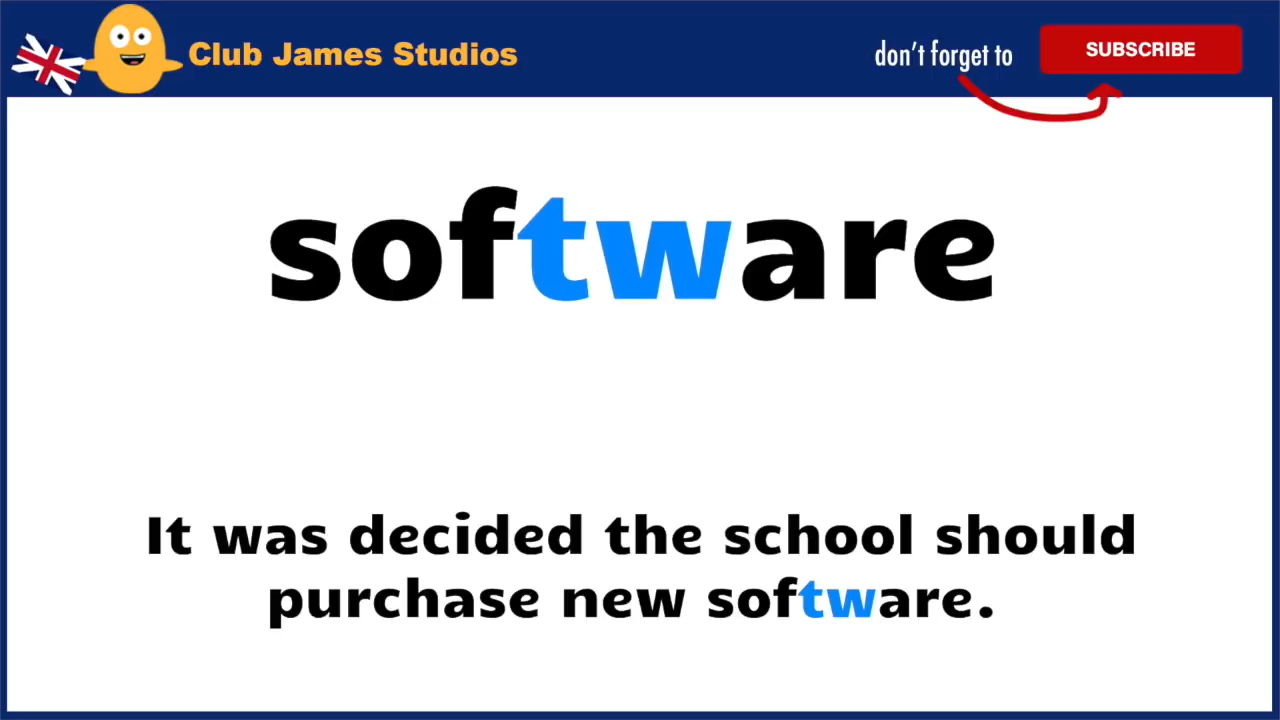 Club James Studios
don't forget to
SUBSCRIBE
software
It was decided the school should
purchase new software.